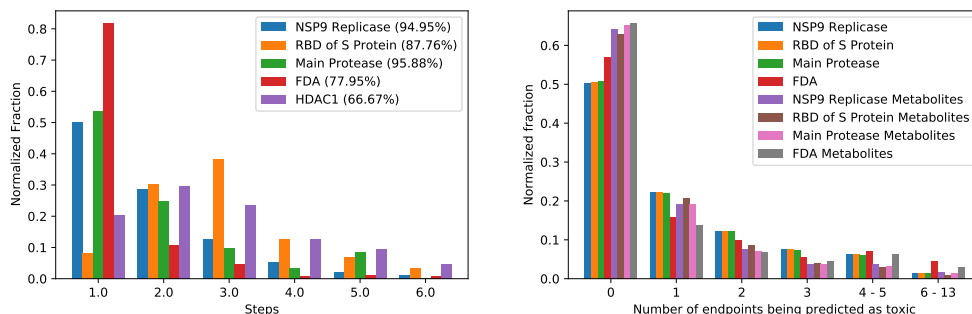 NSP9 Replicase (94.95%)
RBD of S Protein (87.76%)
Main Protease (95.88%)
FDA (77.95%)
HDAC1 (66.67%)
Normalized Fraction
0.8
0.7
0.6
0.5
0.4
0.3
0.2
0.1
0.0
1.0
2.0
3.0
4.0
5.0
6.0
Steps
NSP9 Replicase
RBD of S Protein
Main Protease
FDA
NSP9 Replicase Metabolites
RBD of S Protein Metabolites
Main Protease Metabolites
FDA Metabolites
Normalized fraction
0.6
0.5
0.4
0.3
0.2
0.1
0.0
0
1
2
3
4 - 5
6 - 13
Number of endpoints being predicted as toxic